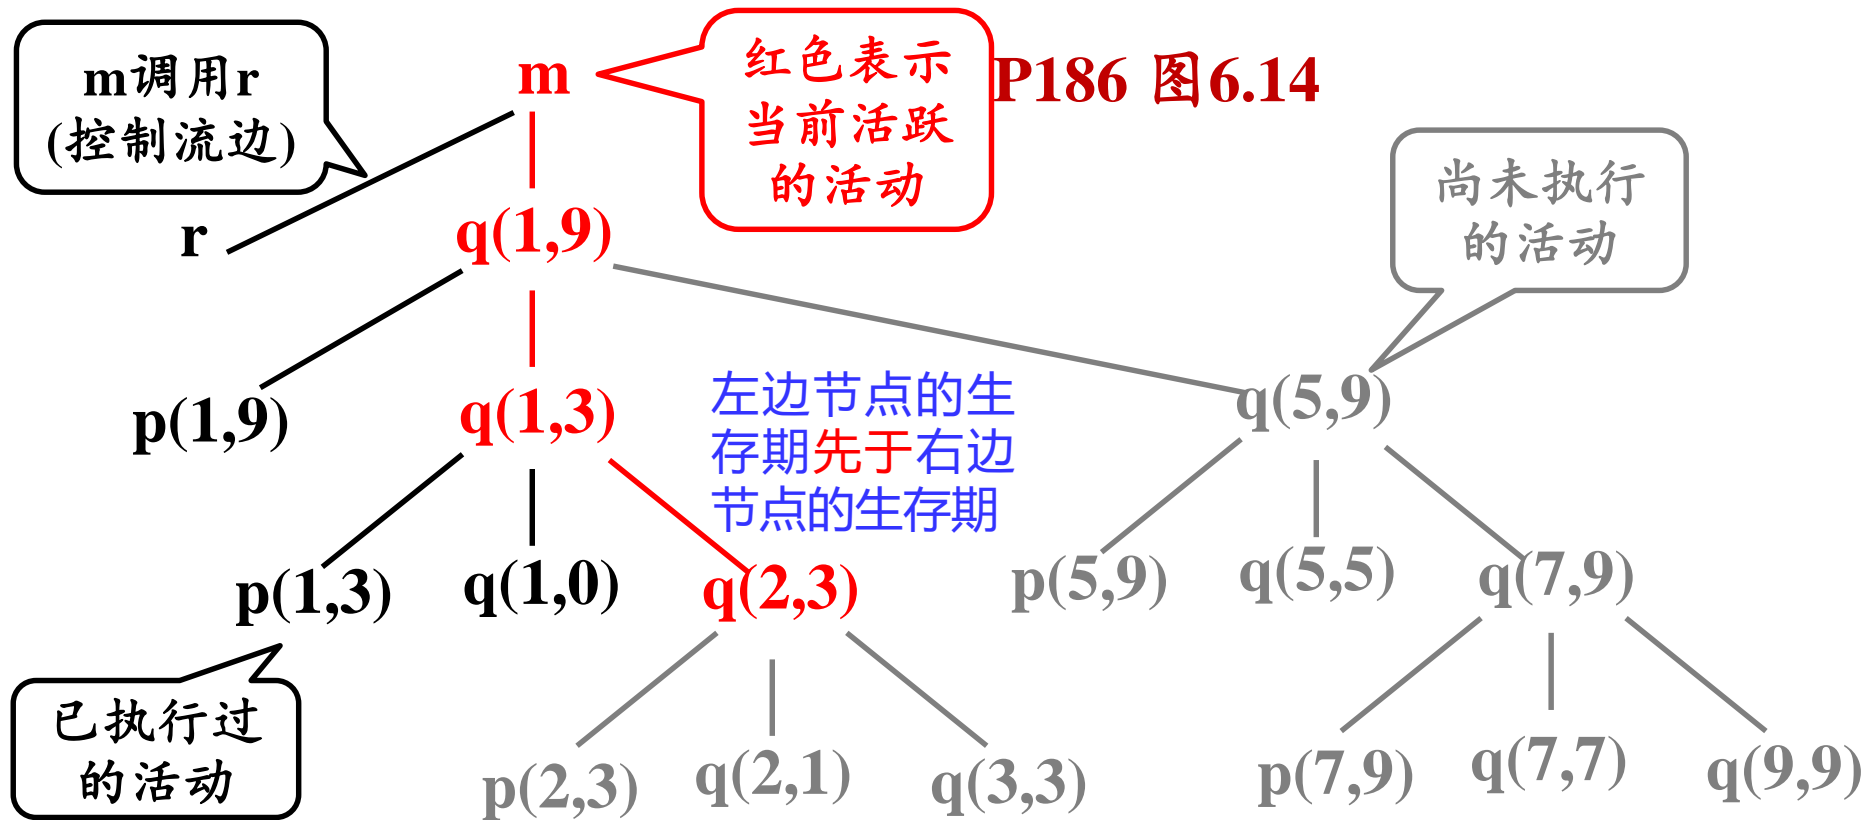 m调用r
(控制流边)
m
红色表示
当前活跃
的活动
P186 图6.14
尚未执行
的活动
r
q(1,9)
p(1,9)
q(1,3)
左边节点的生
存期先于右边
节点的生存期
q(5,9)
p(1,3)
q(1,0)
q(2,3)
p(5,9)
q(5,5)
q(7,9)
已执行过
的活动
p(2,3)
q(2,1)
q(3,3)
p(7,9)
q(7,7)
q(9,9)